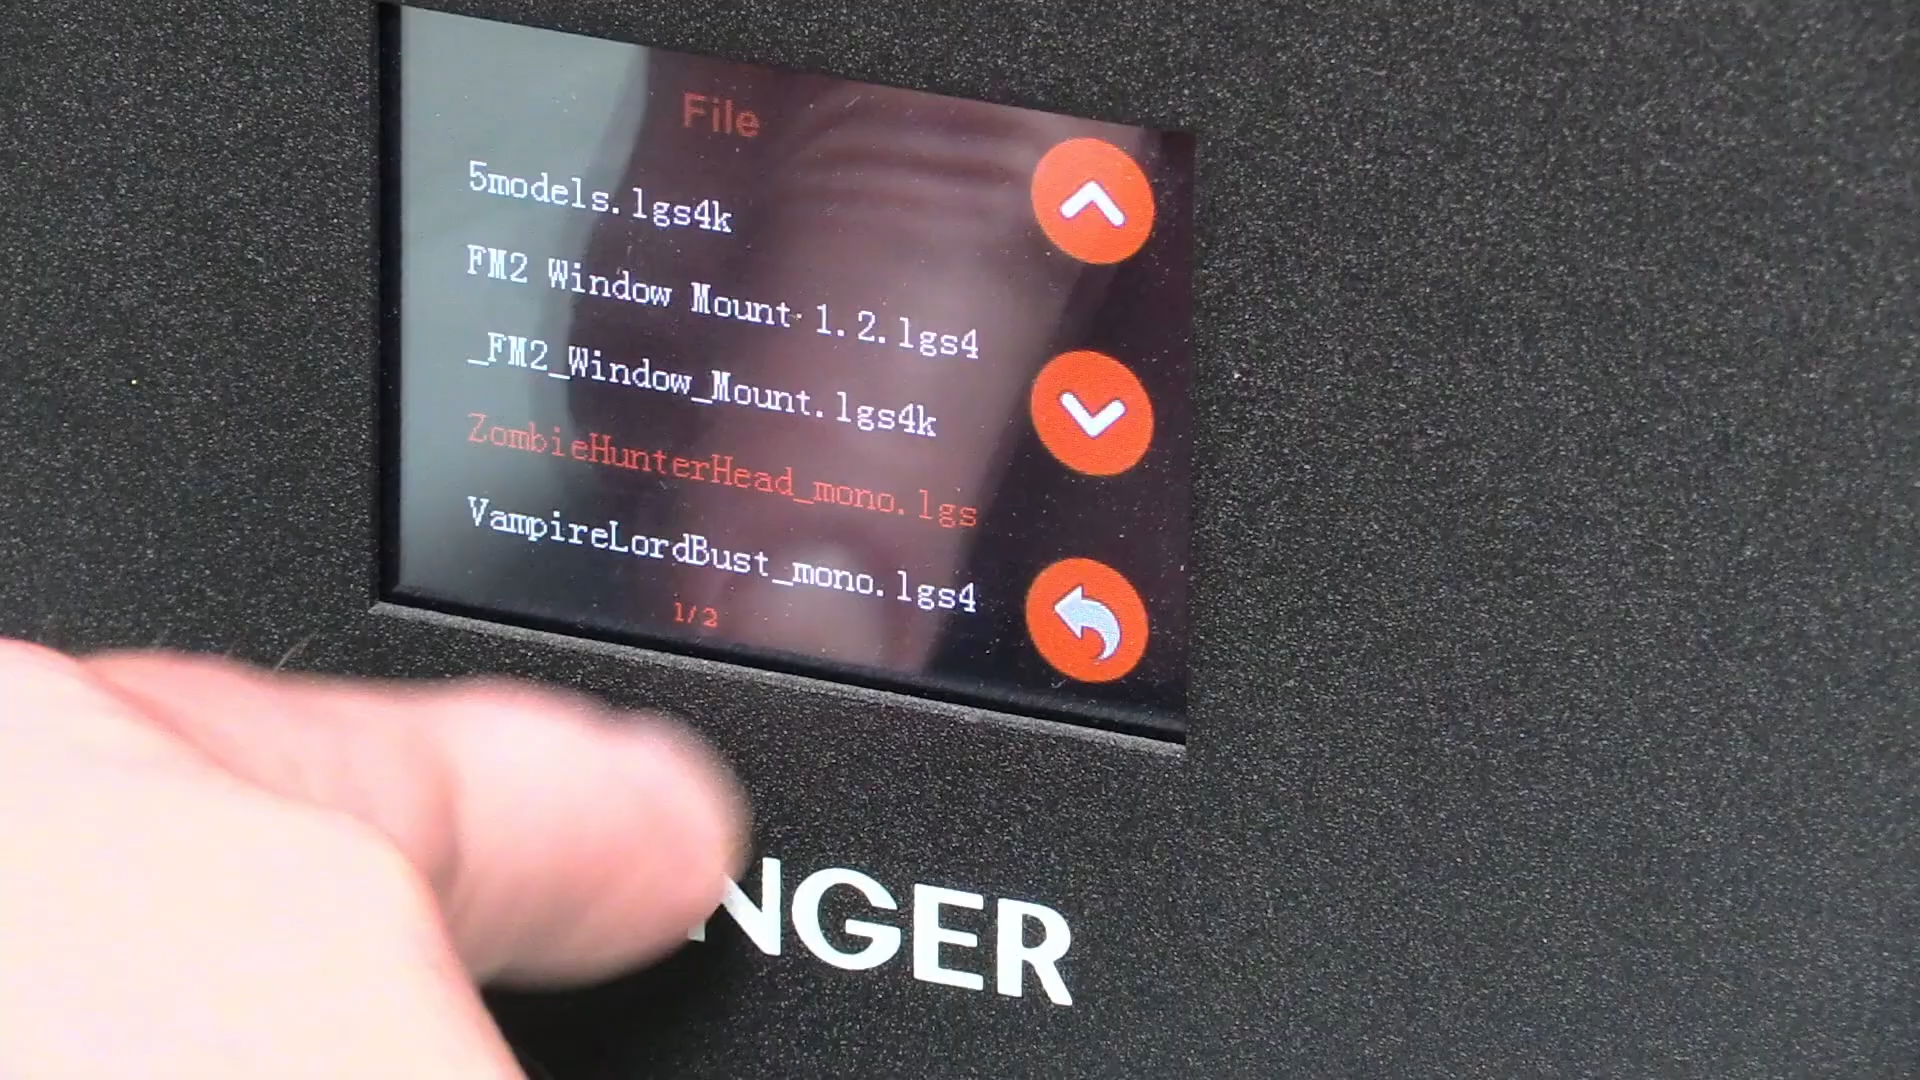 File
5models.lgs4k
FM2 Window Mount 1.2.lgs4
_FM2_Window_Mount.lgs4k
ZombieHunterHead_mono.lgs
VampireLordBust_mono.lgs4
1/2
NGER